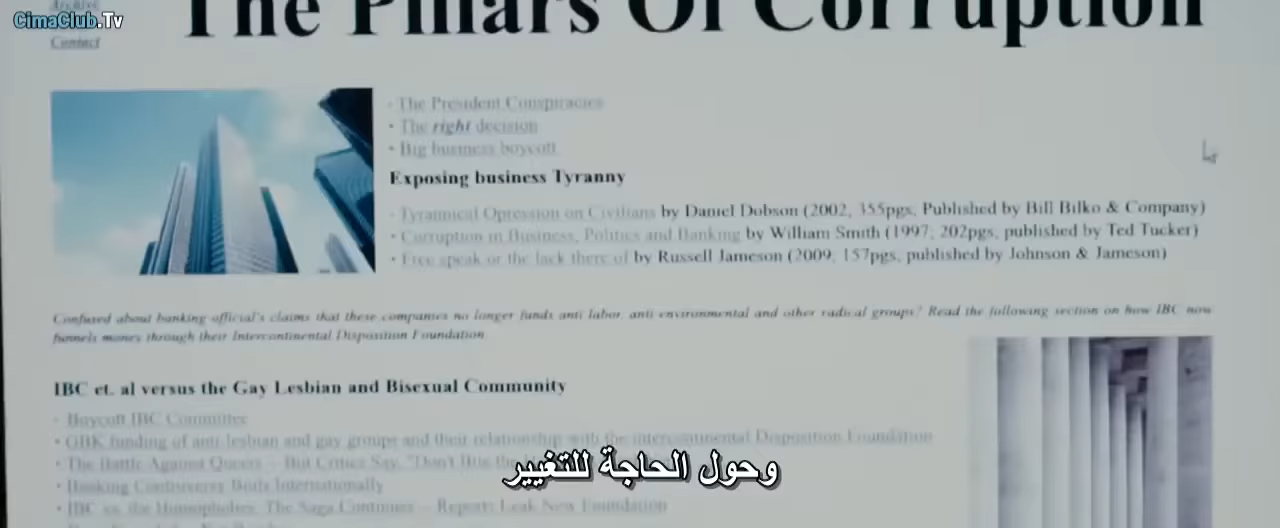 CimaClub.Tv
Archive
Contact
The Pillars Of Corruption
- The President Conspiracies
• The right decision
• Big business boycott
Exposing business Tyranny
- Tyrannical Opression on Civilians by Daniel Dobson (2002, 355pgs, Published by Bill Bilko & Company)
• Corruption in Business, Politics and Banking by William Smith (1997, 202pgs, published by Ted Tucker)
• Free speak or the lack there of by Russell Jameson (2009, 157pgs, published by Johnson & Jameson)
Confused about banking official's claims that these companies no longer funds anti labor, anti environmental and other radical groups? Read the following section on how IBC now
funnels money through their Intercontinental Disposition Foundation
IBC et. al versus the Gay Lesbian and Bisexual Community
- Boycott IBC Committee
• GBK funding of anti-lesbian and gay groups and their relationship with the intercontinental Disposition Foundation
• The Battle Against Queers – But Critics Say, "Don't Bite the
• Banking Controversy Boils Internationally
• IBC vs. the Homophobes: The Saga Continues – Reports Leak New Foundation
وحول الحاجة للتغيير